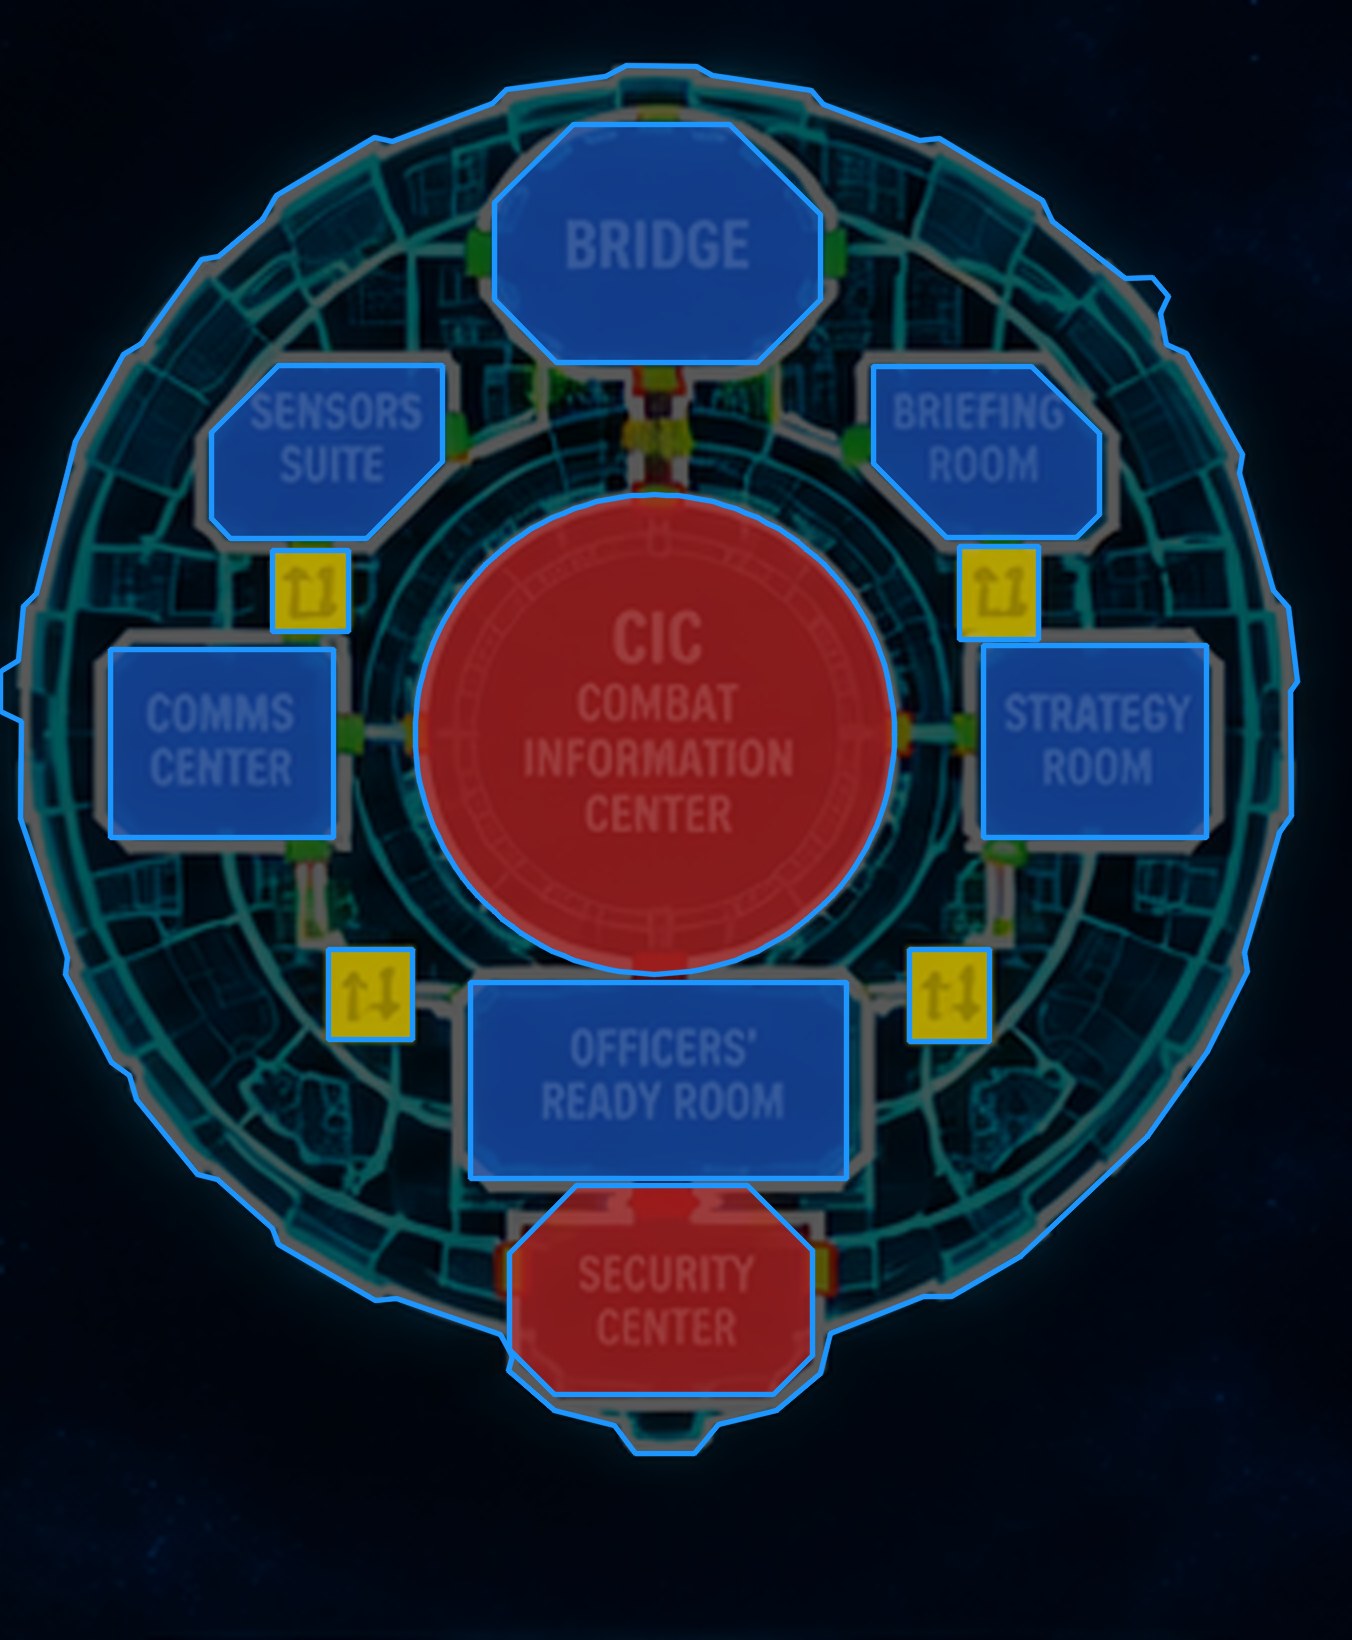 BRIDGE
SENSORS
SUITE
BRIEFING
ROOM
CIC
COMBAT
INFORMATION
CENTER
COMMS
CENTER
STRATEGY
ROOM
OFFICERS’
READY ROOM
SECURITY
CENTER